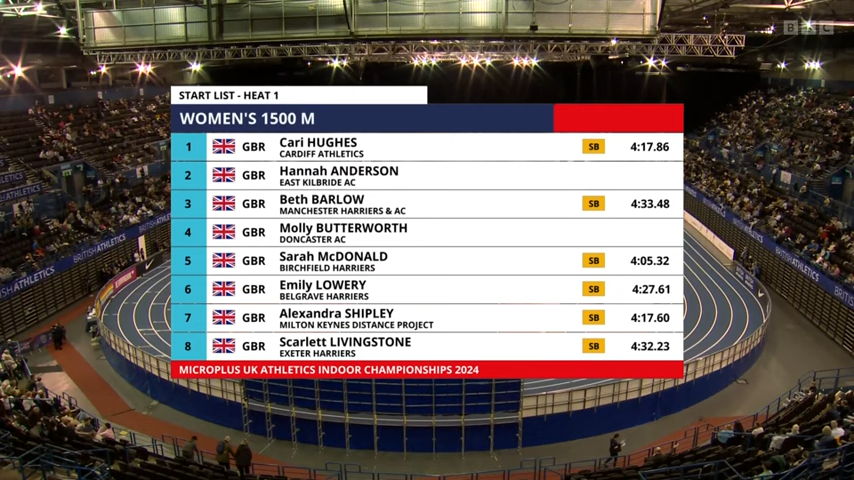 BBC
START LIST - HEAT 1
WOMEN'S 1500 M
1 GBR Cari HUGHES SB 4:17.86
CARDIFF ATHLETICS
2 GBR Hannah ANDERSON
EAST KILBRIDE AC
3 GBR Beth BARLOW SB 4:33.48
MANCHESTER HARRIERS & AC
4 GBR Molly BUTTERWORTH
DONCASTER AC
5 GBR Sarah McDONALD SB 4:05.32
BIRCHFIELD HARRIERS
6 GBR Emily LOWERY SB 4:27.61
BELGRAVE HARRIERS
7 GBR Alexandra SHIPLEY SB 4:17.60
MILTON KEYNES DISTANCE PROJECT
8 GBR Scarlett LIVINGSTONE SB 4:32.23
EXETER HARRIERS
MICROPLUS UK ATHLETICS INDOOR CHAMPIONSHIPS 2024
BRITISH ATHLETICS
BRITISH ATHLETICS